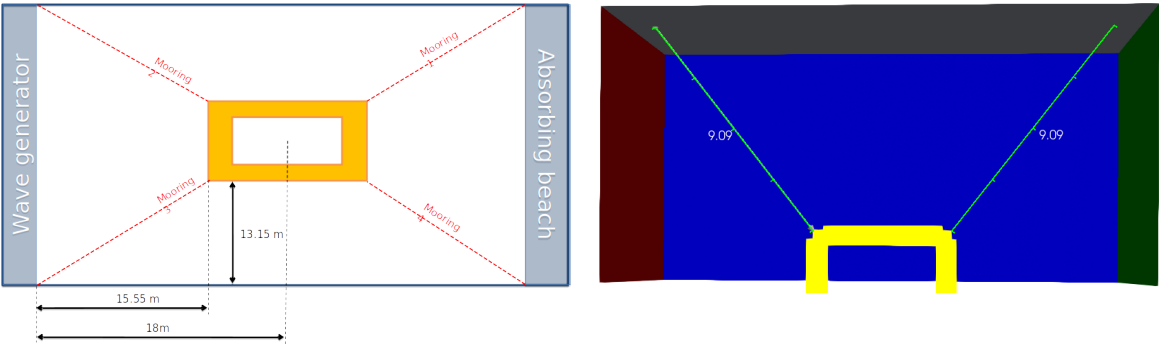 Wave generator
Mooring
2
Mooring
1
Absorbing beach
Mooring
3
Mooring
4
13.15 m
15.55 m
18m
9.09
9.09